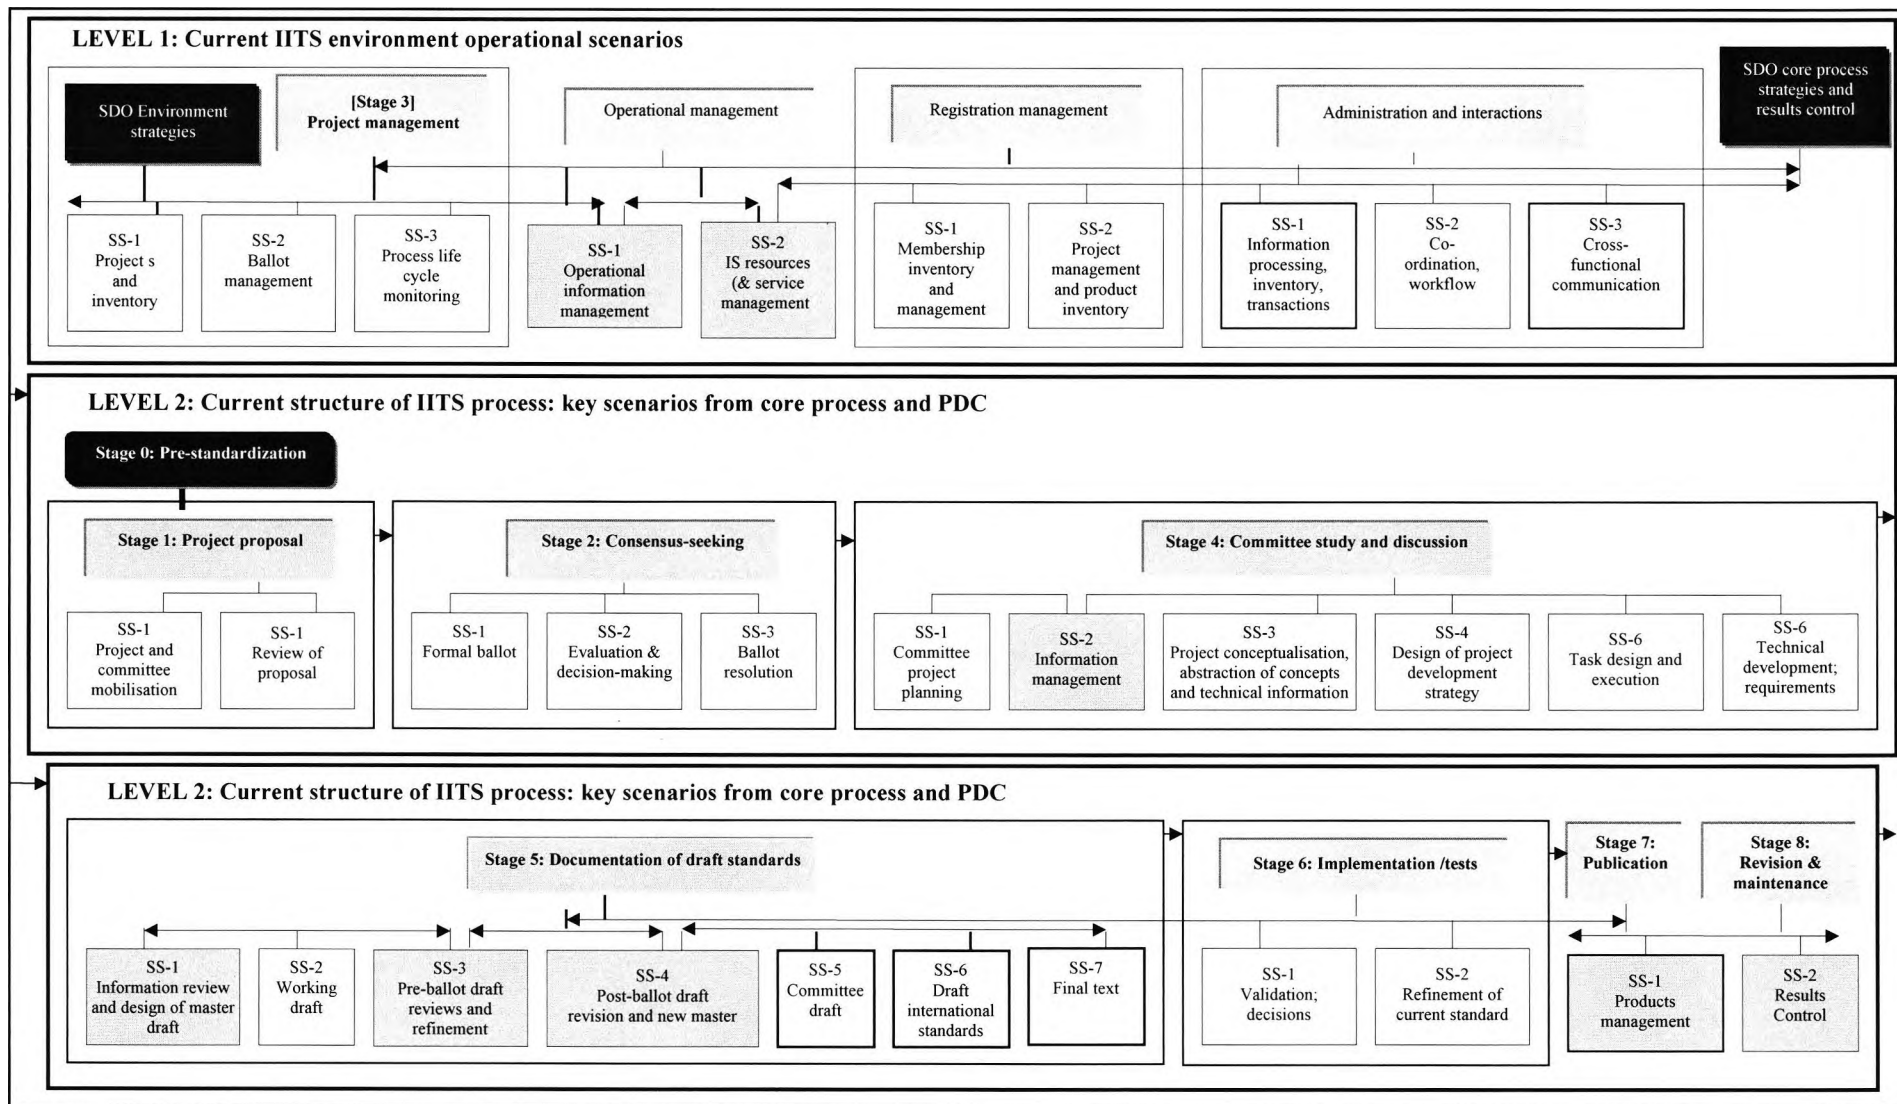 LEVEL 1: Current IITS environment operational scenarios
SDO Environment
strategies
[Stage 3]
Project management
Operational management
Registration management
Administration and interactions
SDO core process
strategies and
results control
SS-1
Project s
and
inventory
SS-2
Ballot
management
SS-3
Process life
cycle
monitoring
SS-1
Operational
information
management
SS-2
IS resources
(& service
management
SS-1
Membership
inventory
and
management
SS-2
Project
management
and product
inventory
SS-1
Information
processing,
inventory,
transactions
SS-2
Co-
ordination,
workflow
SS-3
Cross-
functional
communication
LEVEL 2: Current structure of IITS process: key scenarios from core process and PDC
Stage 0: Pre-standardization
Stage 1: Project proposal
Stage 2: Consensus-seeking
Stage 4: Committee study and discussion
SS-1
Project and
committee
mobilisation
SS-1
Review of
proposal
SS-1
Formal ballot
SS-2
Evaluation &
decision-making
SS-3
Ballot
resolution
SS-1
Committee
project
planning
SS-2
Information
management
SS-3
Project conceptualisation,
abstraction of concepts
and technical information
SS-4
Design of project
development
strategy
SS-6
Task design and
execution
SS-6
Technical
development;
requirements
LEVEL 2: Current structure of IITS process: key scenarios from core process and PDC
Stage 5: Documentation of draft standards
Stage 6: Implementation /tests
Stage 7:
Publication
Stage 8:
Revision &
maintenance
SS-1
Information review
and design of master
draft
SS-2
Working
draft
SS-3
Pre-ballot draft
reviews and
refinement
SS-4
Post-ballot draft
revision and new master
SS-5
Committee
draft
SS-6
Draft
international
standards
SS-7
Final text
SS-1
Validation;
decisions
SS-2
Refinement of
current standard
SS-1
Products
management
SS-2
Results
Control